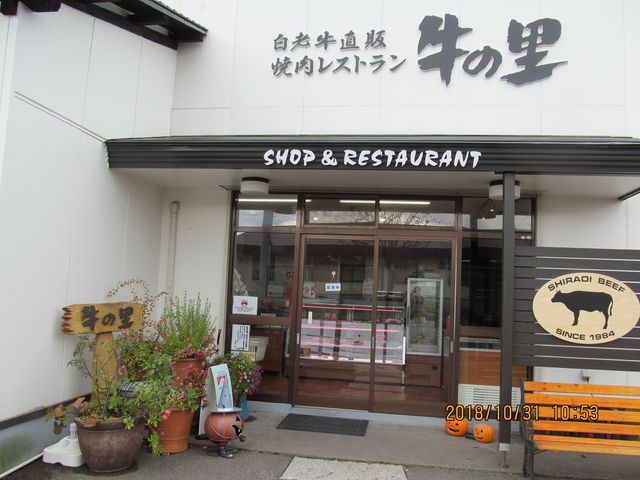 白老牛直販
焼肉レストラン
牛の里
SHOP & RESTAURANT
牛の里
SHIRAOI BEEF
SINCE 1984
2018/10/31 10:53